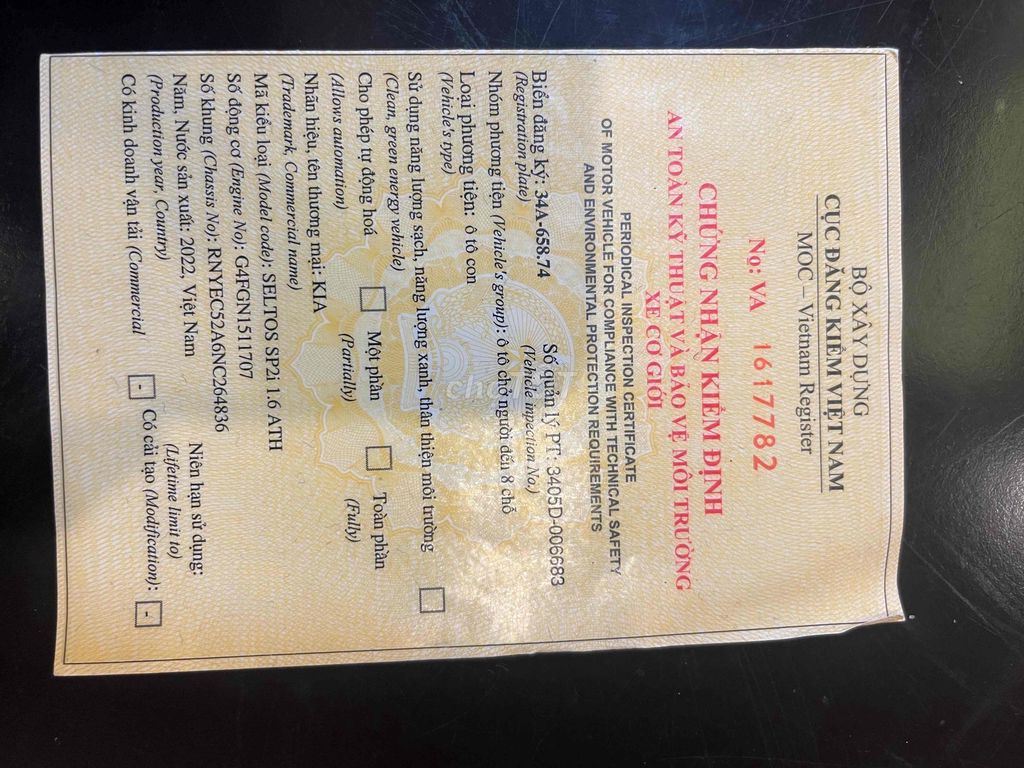 BỘ XÂY DỰNG
CỤC ĐĂNG KIỂM VIỆT NAM
MOC – Vietnam Register
Nọ: VA 1617782
CHỨNG NHẬN KIỂM ĐỊNH
AN TOÀN KỸ THUẬT VÀ BẢO VỆ MÔI TRƯỜNG
XE CƠ GIỚI
PERIODICAL INSPECTION CERTIFICATE
OF MOTOR VEHICLE FOR COMPLIANCE WITH TECHNICAL SAFETY
AND ENVIRONMENTAL PROTECTION REQUIREMENTS
Biển đăng ký: 34A-658.74 Số quản lý PT: 3405D-006683
(Registration plate) (Vehicle inpection No.)
Nhóm phương tiện (Vehicle's group): ô tô chở người đến 8 chỗ
Loại phương tiện: ô tô con
(Vehicle's type)
Sử dụng năng lượng sạch, năng lượng xanh, thân thiện môi trường
(Clean, green energy vehicle)
Cho phép tự động hoá Một phần Toàn phần
(Allows automation) (Partially) (Fully)
Nhãn hiệu, tên thương mại: KIA
(Trademark, Commercial name)
Mã kiểu loại (Model code): SELTOS SP2i 1.6 ATH
Số động cơ (Engine No): G4FGN1511707
Số khung (Chassis No): RNYEC52A6NC264836
Năm, Nước sản xuất: 2022, Việt Nam Niên hạn sử dụng:
(Production year, Country) (Lifetime limit to)
Có kinh doanh vận tải (Commercial - Có cải tạo (Modification): -